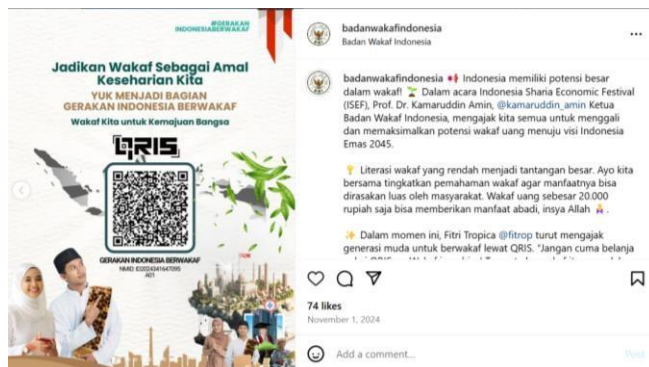 #GERAKAN
INDONESIABERWAKAF
Jadikan Wakaf Sebagai Amal
Keseharian Kita
YUK MENJADI BAGIAN
GERAKAN INDONESIA BERWAKAF
Wakaf Kita untuk Kemajuan Bangsa
QRIS
GERAKAN INDONESIA BERWAKAF
A01
badanwakafindonesia
Badan Wakaf Indonesia
badanwakafindonesia Indonesia memiliki potensi besar
dalam wakaf! Dalam acara Indonesia Sharia Economic Festival
(ISEF), Prof. Dr. Kamaruddin Amin, @kamaruddin_amin Ketua
Badan Wakaf Indonesia, mengajak kita semua untuk menggali
dan memaksimalkan potensi wakaf uang menuju visi Indonesia
Emas 2045.
Literasi wakaf yang rendah menjadi tantangan besar. Ayo kita
bersama tingkatkan pemahaman wakaf agar manfaatnya bisa
dirasakan luas oleh masyarakat. Wakaf uang sebesar 20.000
rupiah saja bisa memberikan manfaat abadi, insya Allah .
Dalam momen ini, Fitri Tropica @fitrop turut mengajak
generasi muda untuk berwakaf lewat QRIS. "Jangan cuma belanja
74 likes
November 1, 2024
Add a comment...
Post